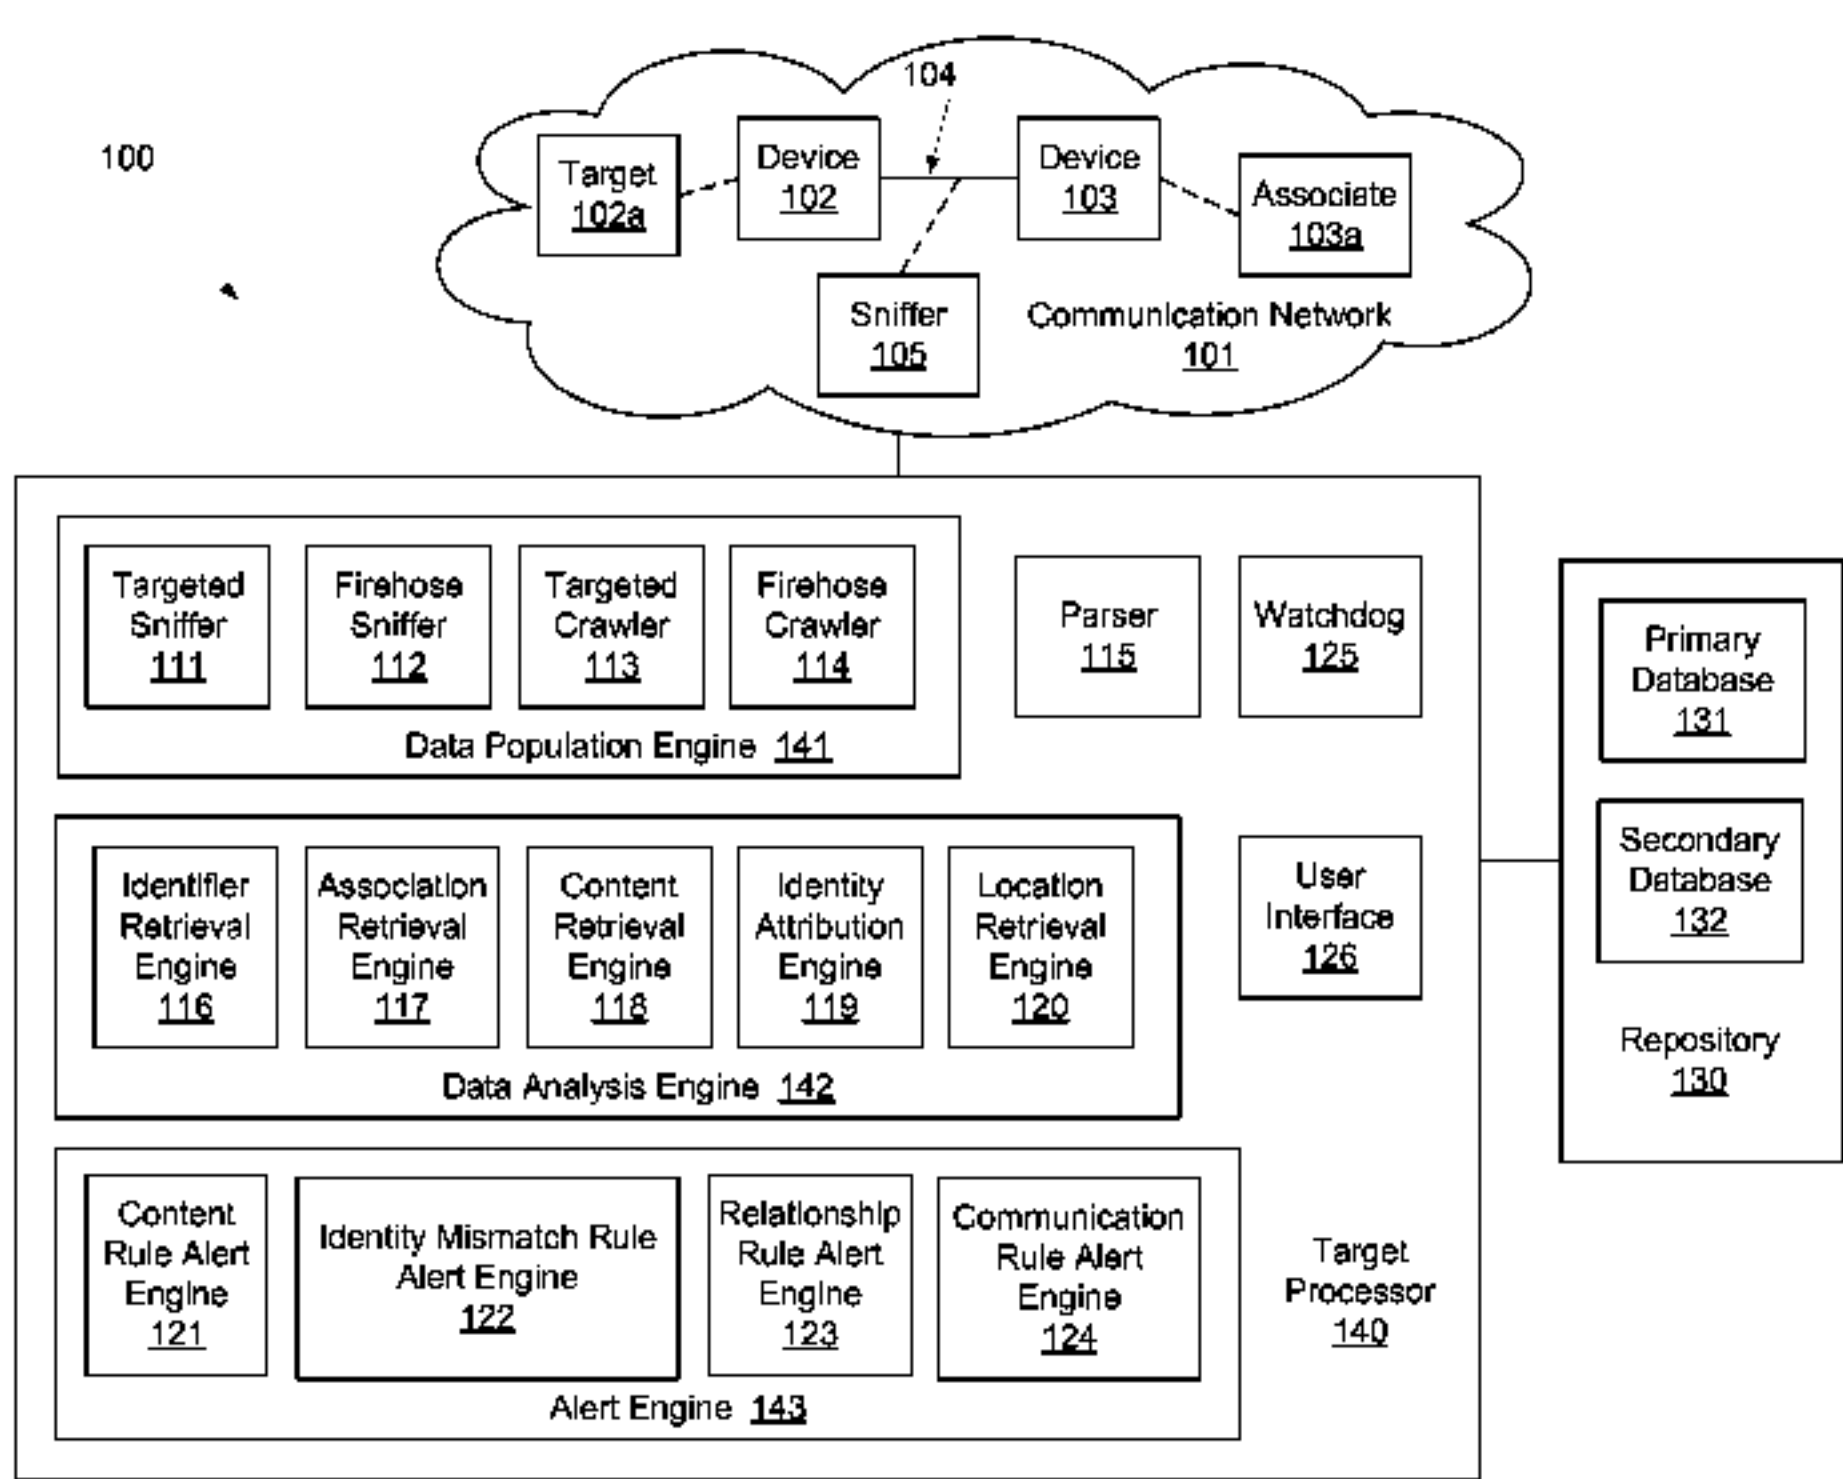 104
100
Target
102a
Device
102
Device
103
Associate
103a
Sniffer
105
Communication Network
101
Targeted
Sniffer
111
Firehose
Sniffer
112
Targeted
Crawler
113
Firehose
Crawler
114
Data Population Engine 141
Parser
115
Watchdog
125
Primary
Database
131
Secondary
Database
132
Repository
130
Identifier
Retrieval
Engine
116
Association
Retrieval
Engine
117
Content
Retrieval
Engine
118
Identity
Attribution
Engine
119
Location
Retrieval
Engine
120
Data Analysis Engine 142
User
Interface
126
Content
Rule Alert
Engine
121
Identity Mismatch Rule
Alert Engine
122
Relationship
Rule Alert
Engine
123
Communication
Rule Alert
Engine
124
Alert Engine 143
Target
Processor
140